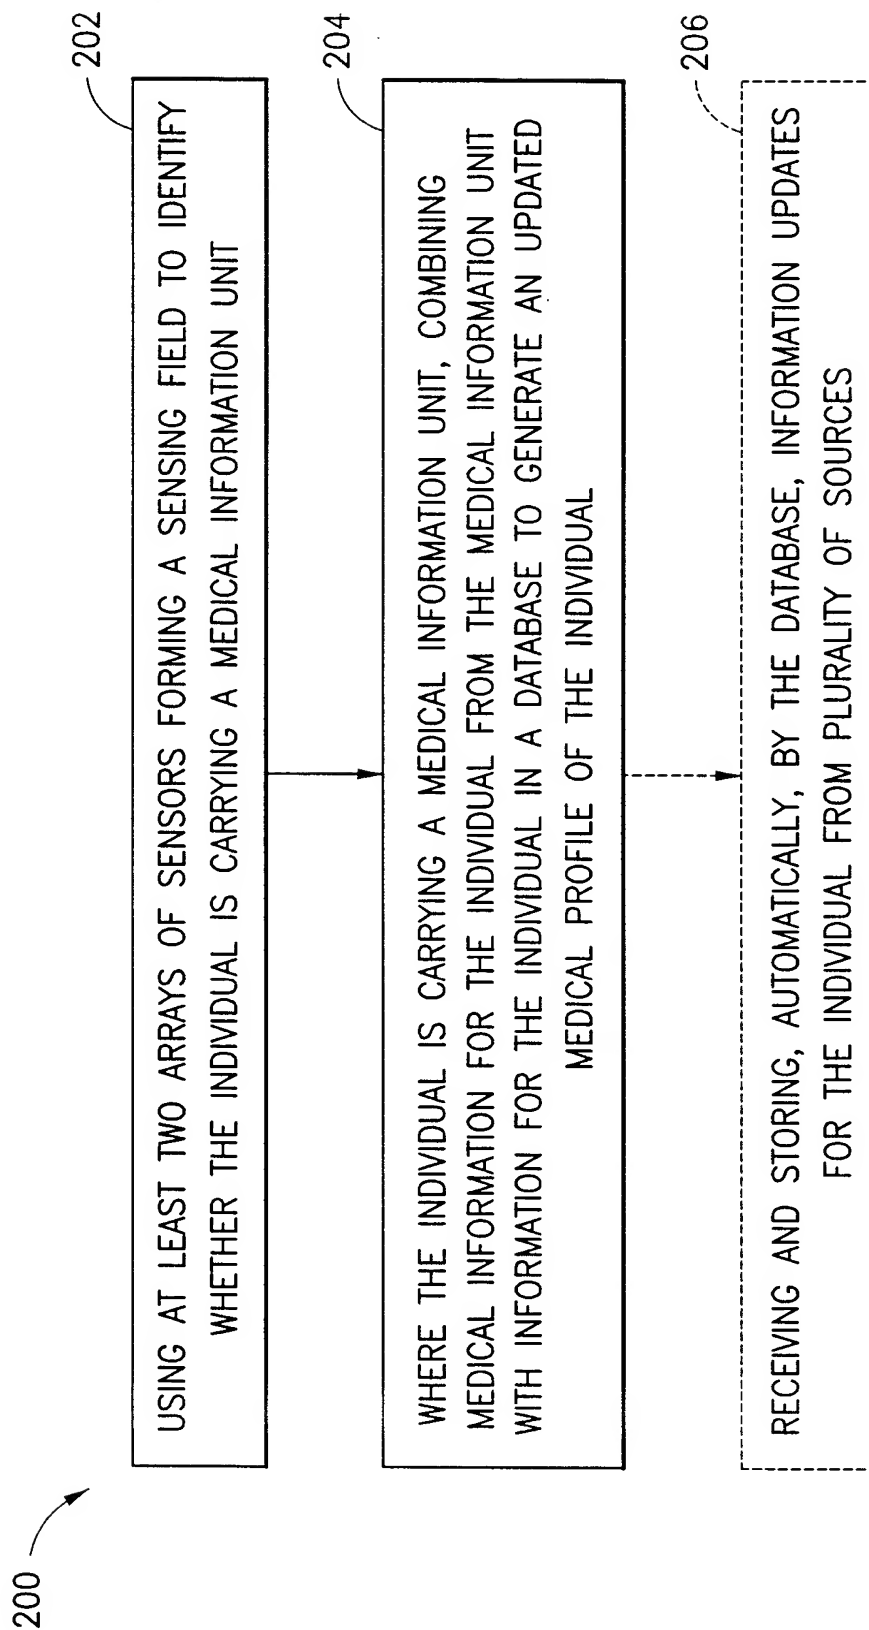 200
202
USING AT LEAST TWO ARRAYS OF SENSORS FORMING A SENSING FIELD TO IDENTIFY
WHETHER THE INDIVIDUAL IS CARRYING A MEDICAL INFORMATION UNIT
204
WHERE THE INDIVIDUAL IS CARRYING A MEDICAL INFORMATION UNIT, COMBINING
MEDICAL INFORMATION FOR THE INDIVIDUAL FROM THE MEDICAL INFORMATION UNIT
WITH INFORMATION FOR THE INDIVIDUAL IN A DATABASE TO GENERATE AN UPDATED
MEDICAL PROFILE OF THE INDIVIDUAL
206
RECEIVING AND STORING, AUTOMATICALLY, BY THE DATABASE, INFORMATION UPDATES
FOR THE INDIVIDUAL FROM PLURALITY OF SOURCES